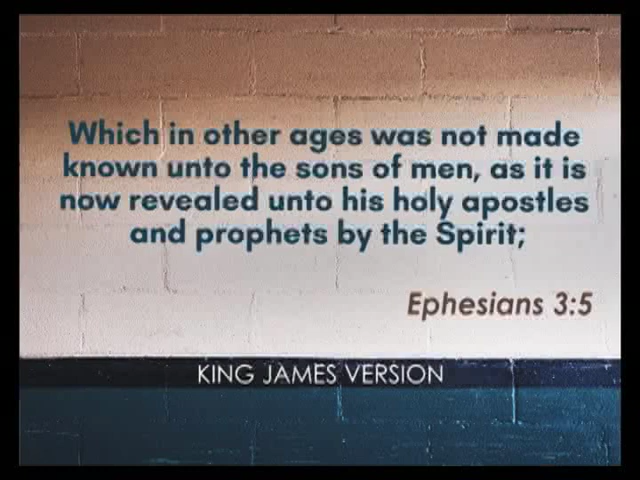 Which in other ages was not made
known unto the sons of men, as it is
now revealed unto his holy apostles
and prophets by the Spirit;
Ephesians 3:5
KING JAMES VERSION